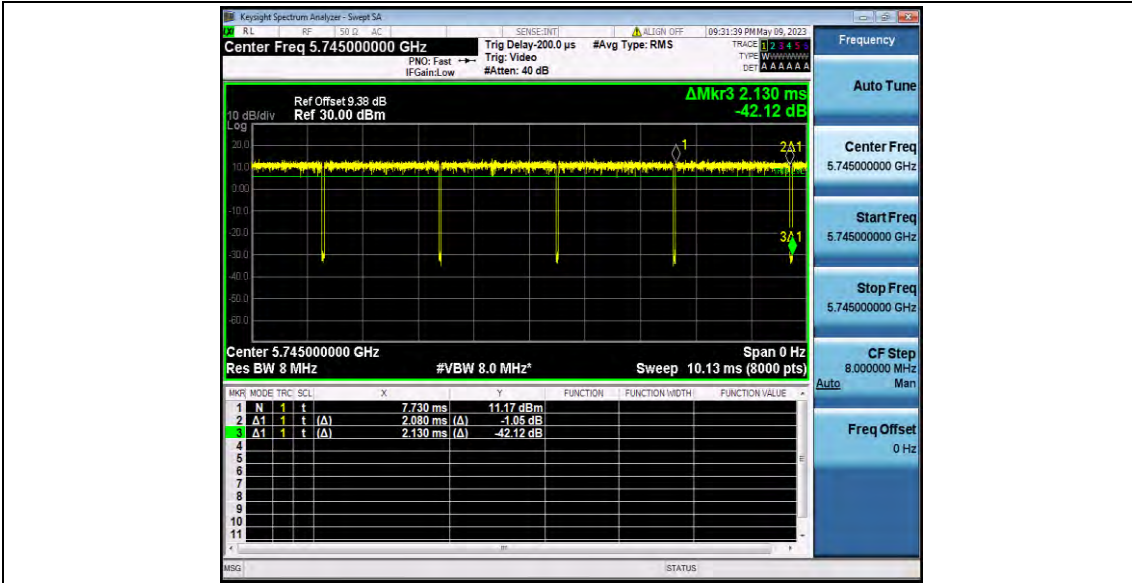 Keysight Spectrum Analyzer - Swept SA
RL RF 50 Ω AC SENSE:INT ALIGN OFF 09:31:39 PM May 09, 2023
Center Freq 5.745000000 GHz Trig Delay-200.0 µs #Avg Type: RMS TRACE 1 2 3 4 5 6
PNO: Fast Trig: Video TYPE W
IFGain:Low #Atten: 40 dB DET A A A A A A
Frequency
Auto Tune
Center Freq
5.745000000 GHz
Start Freq
5.745000000 GHz
Stop Freq
5.745000000 GHz
CF Step
8.000000 MHz
Auto Man
Freq Offset
0 Hz
ΔMkr3 2.130 ms
-42.12 dB
Ref Offset 9.38 dB
10 dB/div Ref 30.00 dBm
Log
20.0
10.0
0.00
-10.0
-20.0
-30.0
-40.0
-50.0
-60.0
1
2Δ1
3Δ1
Center 5.745000000 GHz Span 0 Hz
Res BW 8 MHz #VBW 8.0 MHz* Sweep 10.13 ms (8000 pts)
MKR MODE TRC SCL X Y FUNCTION FUNCTION WIDTH FUNCTION VALUE
1 N 1 t 7.730 ms 11.17 dBm
2 Δ1 1 t (Δ) 2.080 ms (Δ) -1.05 dB
3 Δ1 1 t (Δ) 2.130 ms (Δ) -42.12 dB
4
5
6
7
8
9
10
11
MSG STATUS